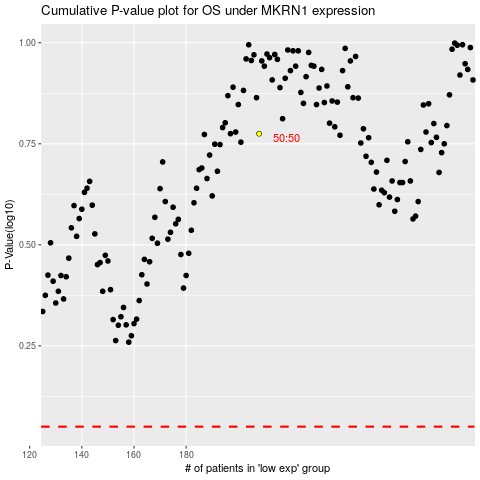 Cumulative P-value plot for OS under MKRN1 expression
P-Value(log10)
1.00
0.75
0.50
0.25
50:50
120 140 160 180
# of patients in 'low exp' group